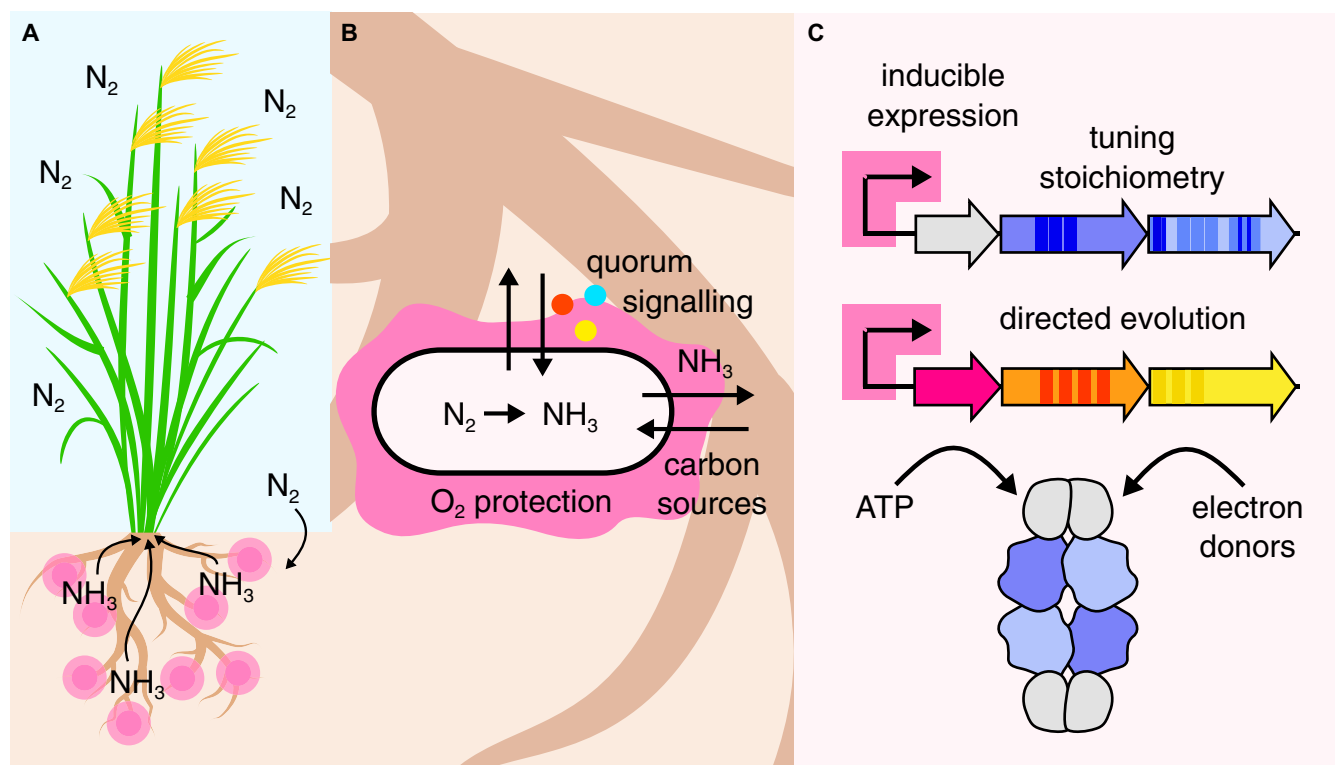 A
N₂
N₂
N₂
N₂
N₂
N₂
NH₃
NH₃
NH₃
B
quorum
signalling
NH₃
N₂
NH₃
carbon
sources
O₂ protection
C
inducible
expression
tuning
stoichiometry
directed evolution
ATP
electron
donors